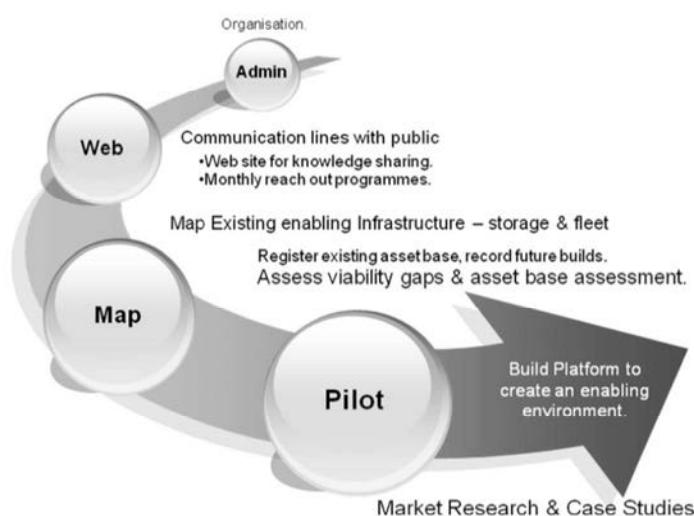 Organisation.
Admin
Web
Communication lines with public
•Web site for knowledge sharing.
•Monthly reach out programmes.
Map Existing enabling Infrastructure – storage & fleet
Register existing asset base, record future builds.
Assess viability gaps & asset base assessment.
Map
Pilot
Build Platform to
create an enabling
environment.
Market Research & Case Studies